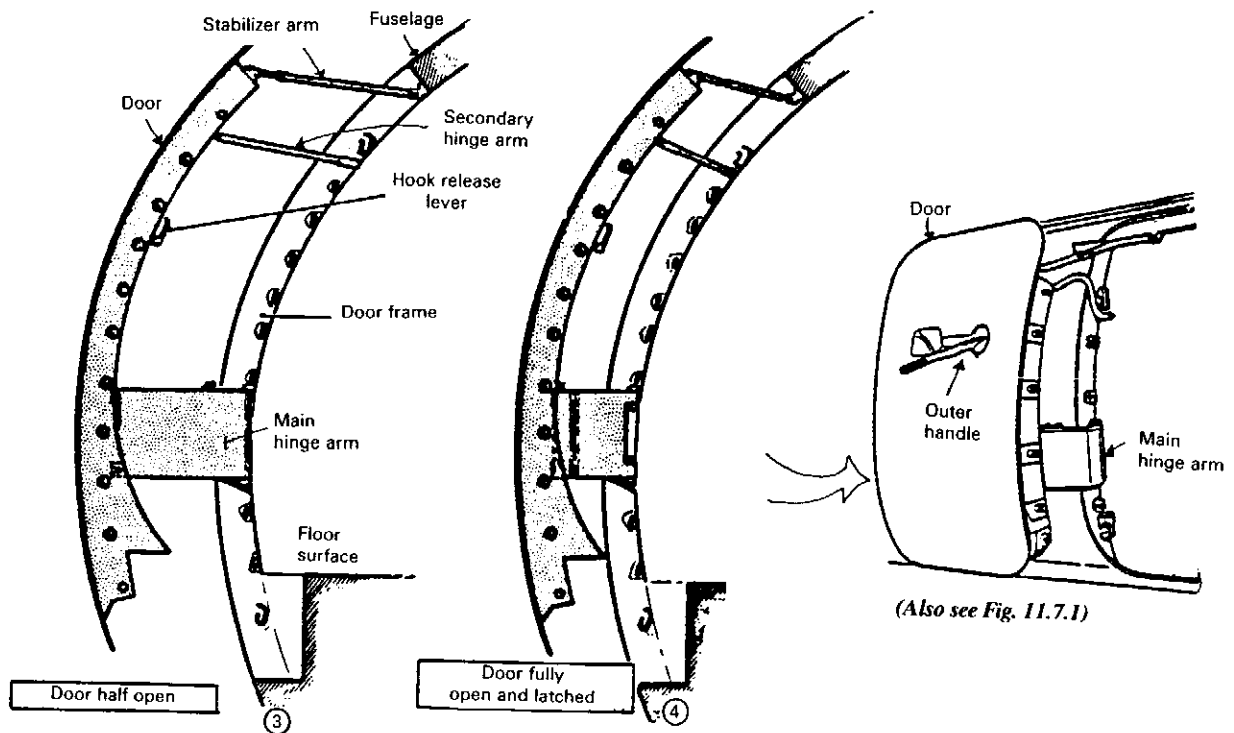 Stabilizer arm
Fuselage
Door
Secondary
hinge arm
Hook release
lever
Door frame
Main
hinge arm
Floor
surface
Door half open
3
Door fully
open and latched
4
Door
Outer
handle
Main
hinge arm
(Also see Fig. 11.7.1)